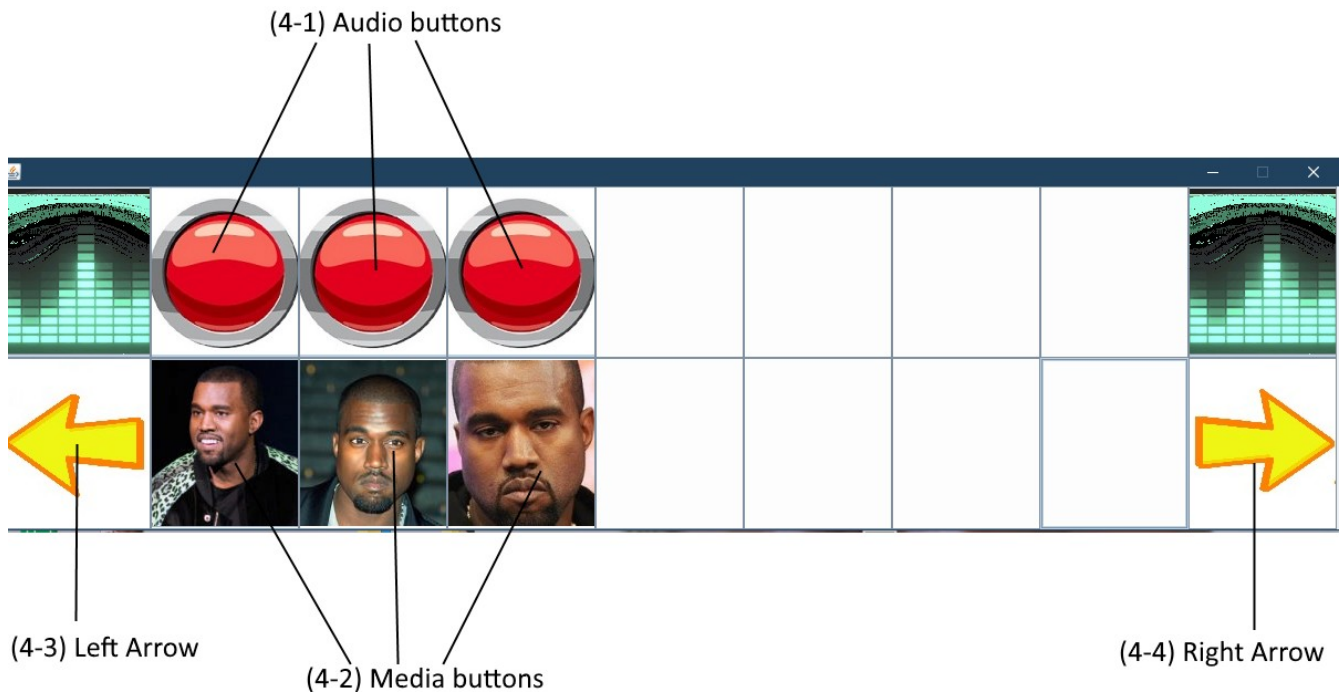 (4-1) Audio buttons
(4-3) Left Arrow
(4-2) Media buttons
(4-4) Right Arrow